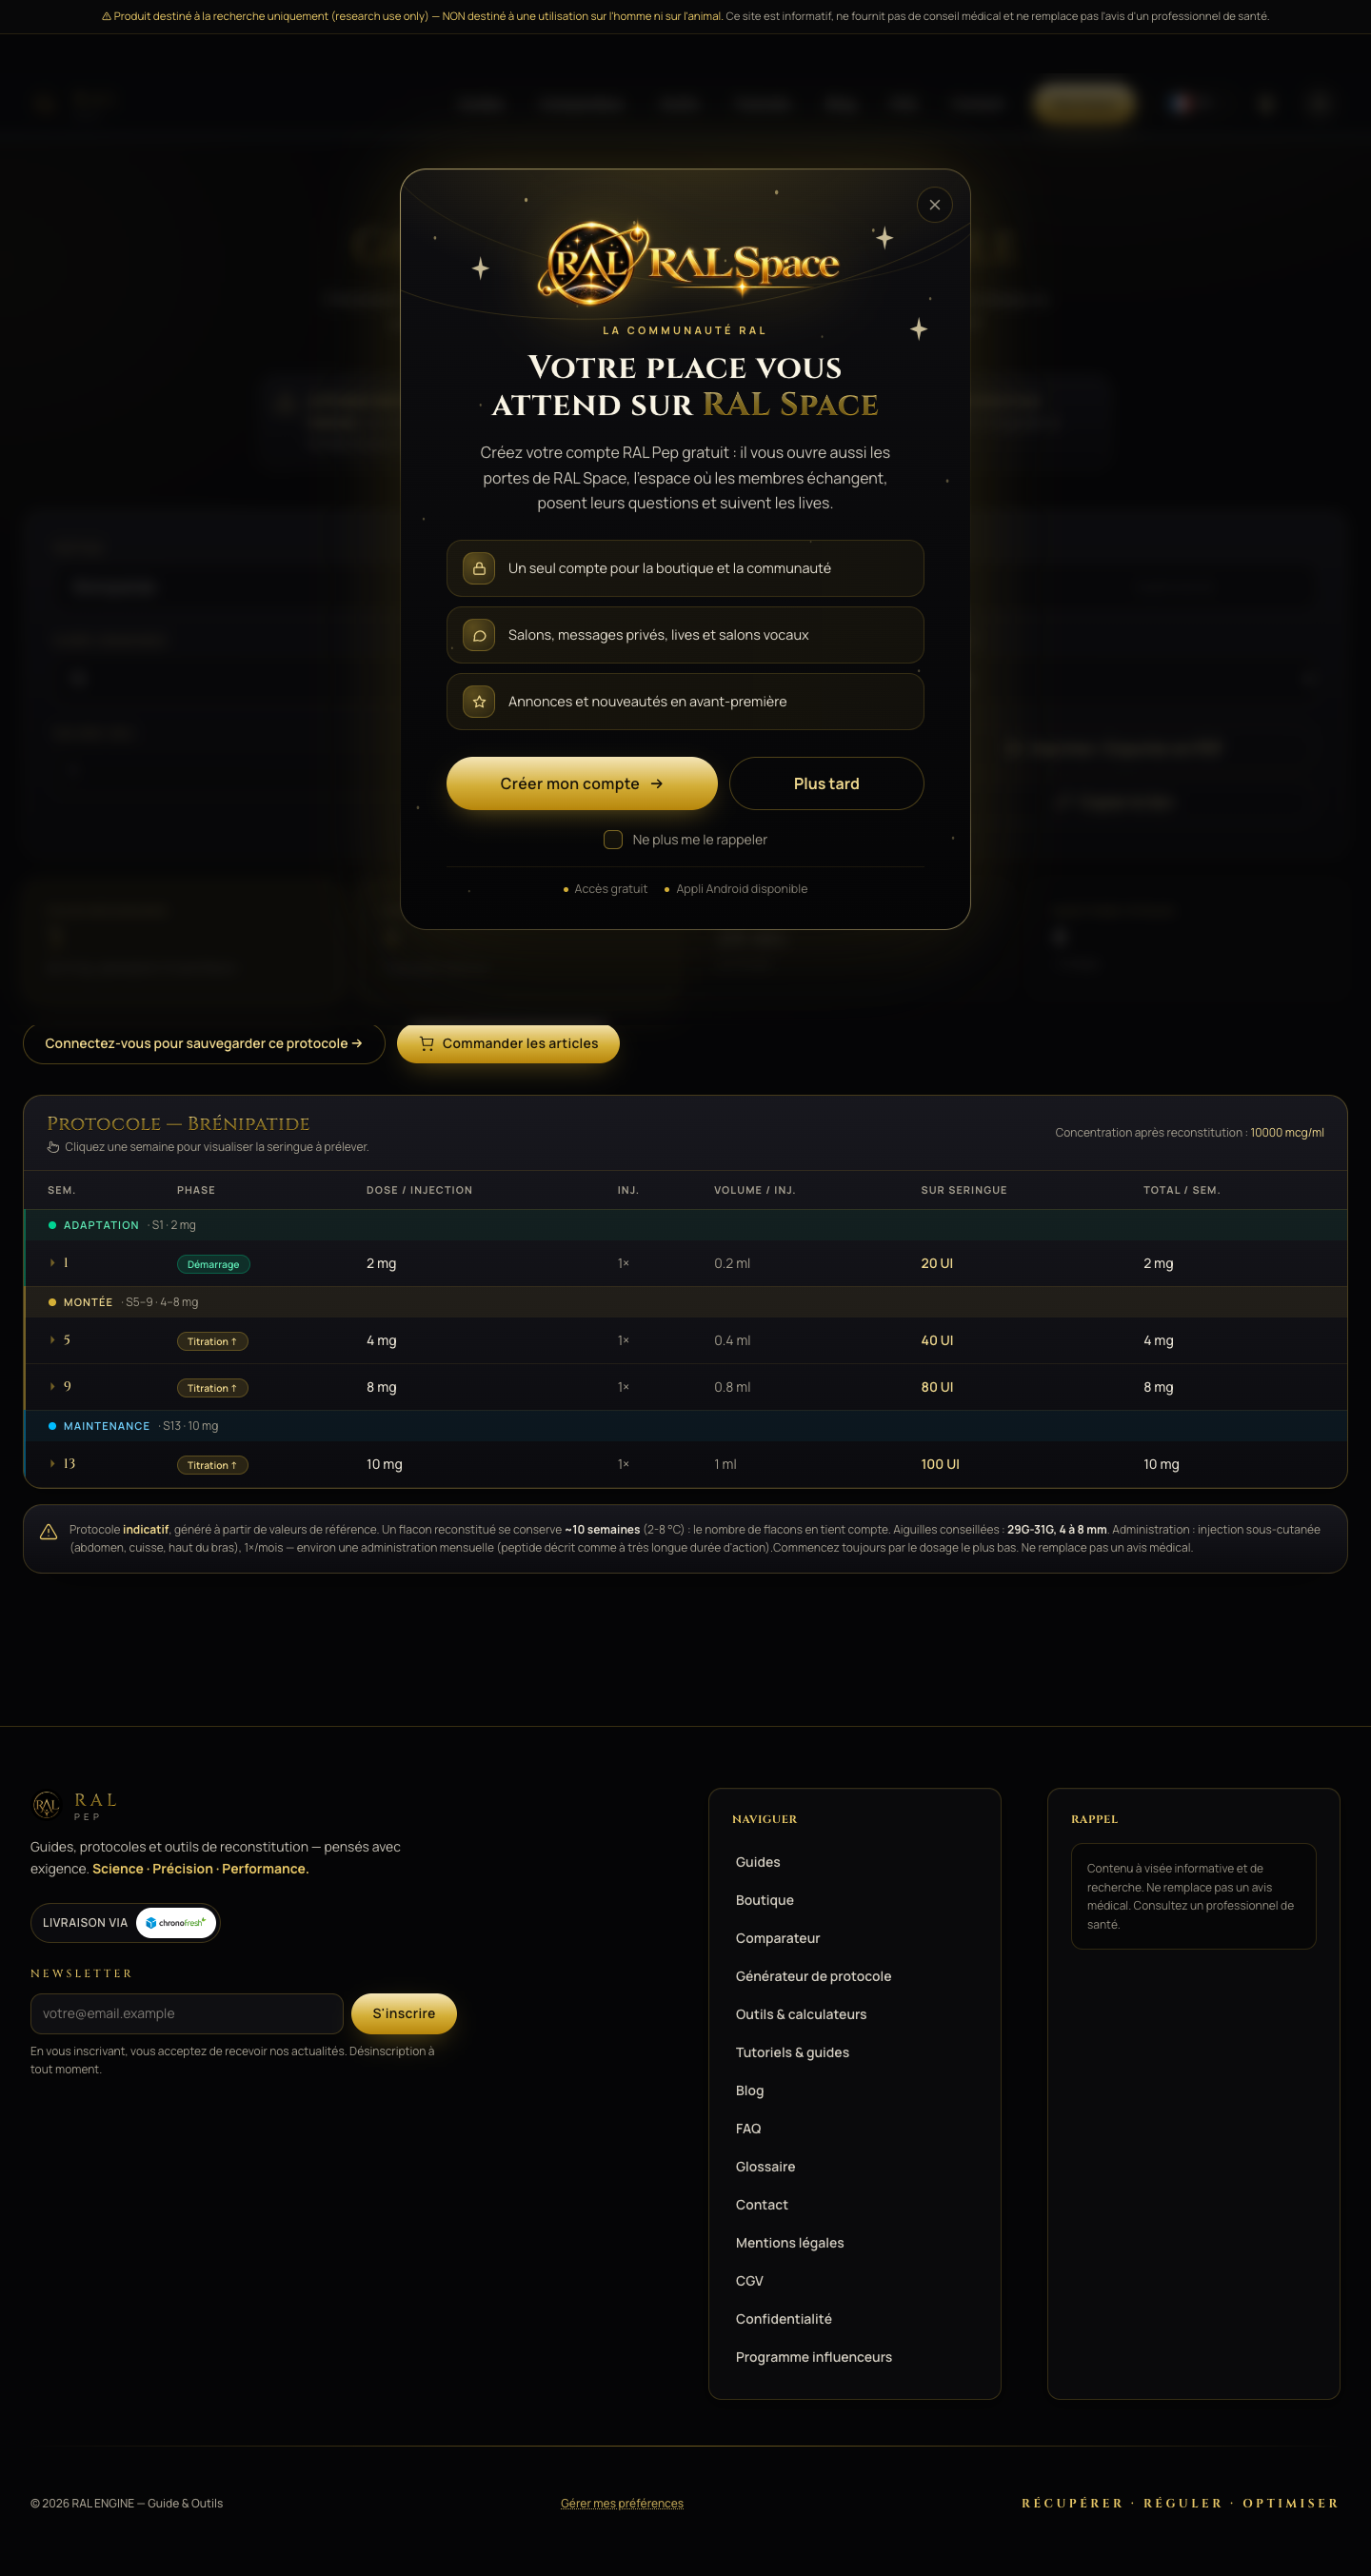 ⚠ Produit destiné à la recherche uniquement (research use only) — NON destiné à une utilisation sur l'homme ni sur l'animal. Ce site est informatif, ne fournit pas de conseil médical et ne remplace pas l'avis d'un professionnel de santé.
RAL RAL Space
LA COMMUNAUTÉ RAL
Votre place vous
attend sur RAL Space
Créez votre compte RAL Pep gratuit : il vous ouvre aussi les
portes de RAL Space, l'espace où les membres échangent,
posent leurs questions et suivent les lives.
Un seul compte pour la boutique et la communauté
Salons, messages privés, lives et salons vocaux
Annonces et nouveautés en avant-première
Créer mon compte →
Plus tard
Ne plus me le rappeler
• Accès gratuit • Appli Android disponible
Connectez-vous pour sauvegarder ce protocole →
Commander les articles
Protocole — Brénipatide
Cliquez une semaine pour visualiser la seringue à prélever.
Concentration après reconstitution : 10000 mcg/ml
SEM. PHASE DOSE / INJECTION INJ. VOLUME / INJ. SUR SERINGUE TOTAL / SEM.
ADAPTATION · S1 · 2 mg
1 Démarrage 2 mg 1× 0.2 ml 20 UI 2 mg
MONTÉE · S5–9 · 4–8 mg
5 Titration ↑ 4 mg 1× 0.4 ml 40 UI 4 mg
9 Titration ↑ 8 mg 1× 0.8 ml 80 UI 8 mg
MAINTENANCE · S13 · 10 mg
13 Titration ↑ 10 mg 1× 1 ml 100 UI 10 mg
Protocole indicatif, généré à partir de valeurs de référence. Un flacon reconstitué se conserve ~10 semaines (2-8 °C) : le nombre de flacons en tient compte. Aiguilles conseillées : 29G-31G, 4 à 8 mm. Administration : injection sous-cutanée
(abdomen, cuisse, haut du bras), 1×/mois — environ une administration mensuelle (peptide décrit comme à très longue durée d'action).Commencez toujours par le dosage le plus bas. Ne remplace pas un avis médical.
RAL
PEP
Guides, protocoles et outils de reconstitution — pensés avec
exigence. Science · Précision · Performance.
LIVRAISON VIA chronofresh
NEWSLETTER
votre@email.example
S'inscrire
En vous inscrivant, vous acceptez de recevoir nos actualités. Désinscription à
tout moment.
NAVIGUER
Guides
Boutique
Comparateur
Générateur de protocole
Outils & calculateurs
Tutoriels & guides
Blog
FAQ
Glossaire
Contact
Mentions légales
CGV
Confidentialité
Programme influenceurs
RAPPEL
Contenu à visée informative et de
recherche. Ne remplace pas un avis
médical. Consultez un professionnel de
santé.
© 2026 RAL ENGINE — Guide & Outils
Gérer mes préférences
RÉCUPÉRER · RÉGULER · OPTIMISER